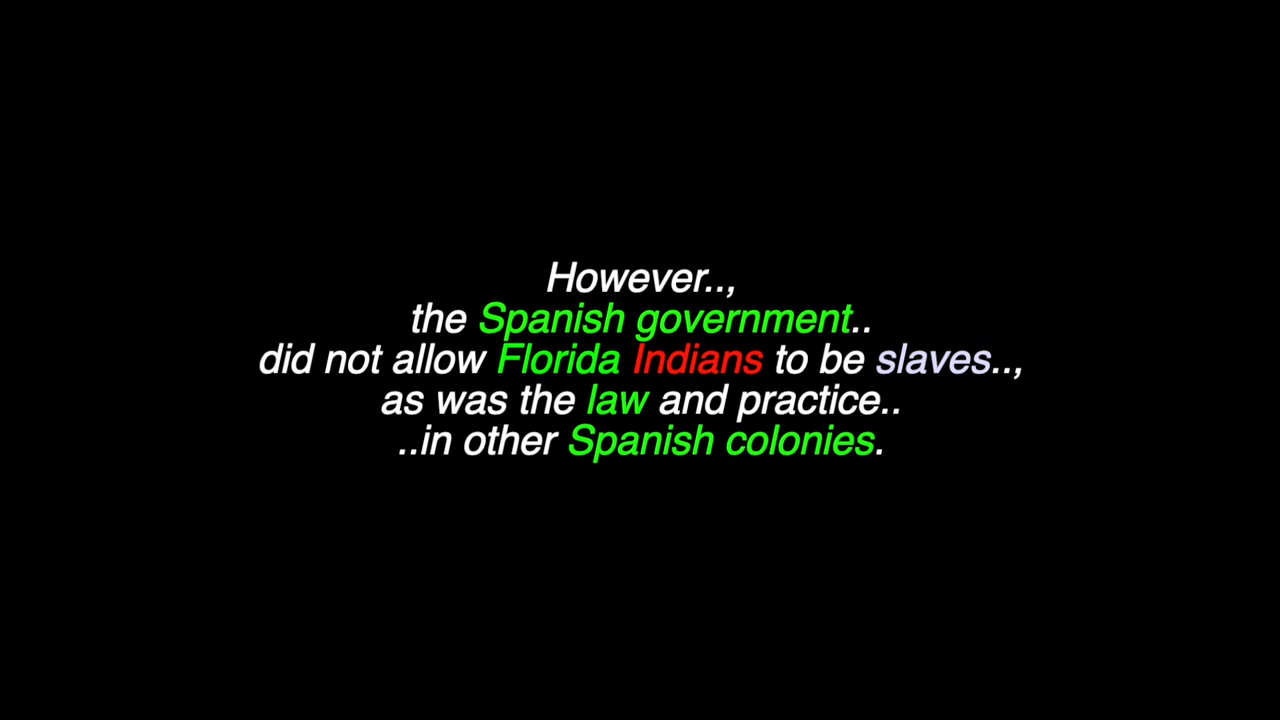 However..,
the Spanish government..
did not allow Florida Indians to be slaves..,
as was the law and practice..
..in other Spanish colonies.